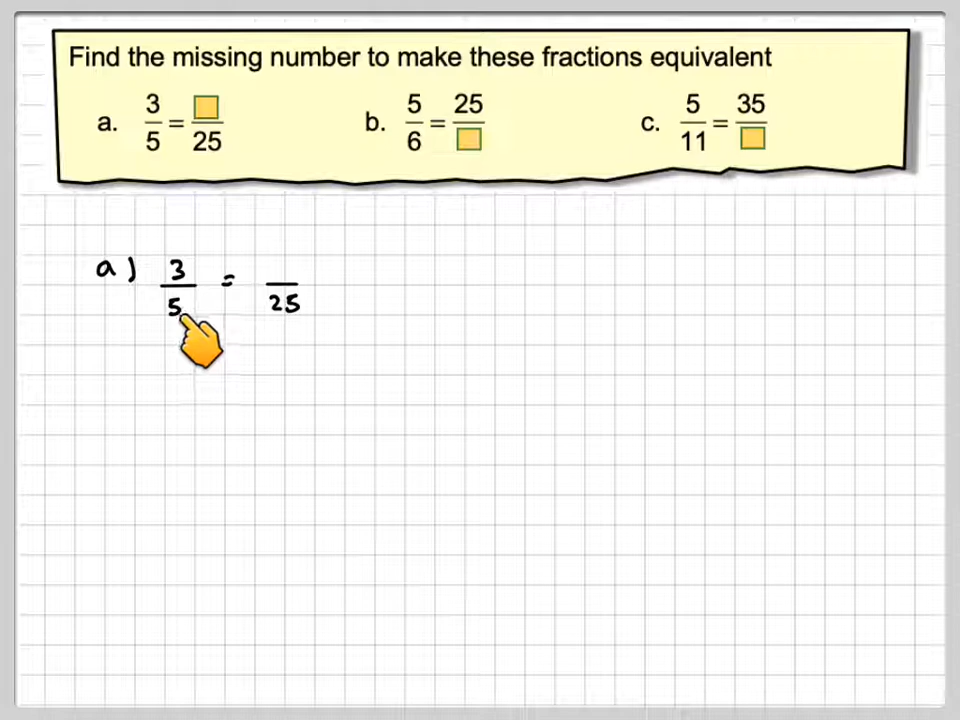 Find the missing number to make these fractions equivalent
a. 3/5 = □/25 b. 5/6 = 25/□ c. 5/11 = 35/□
a) 3/5 = /25